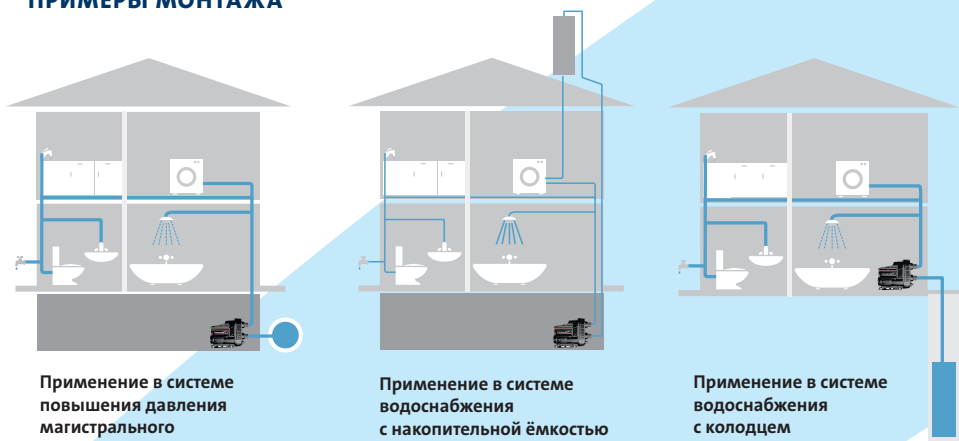 ПРИМЕРЫ МОНТАЖА
Применение в системе
повышения давления
магистрального
Применение в системе
водоснабжения
с накопительной ёмкостью
Применение в системе
водоснабжения
с колодцем